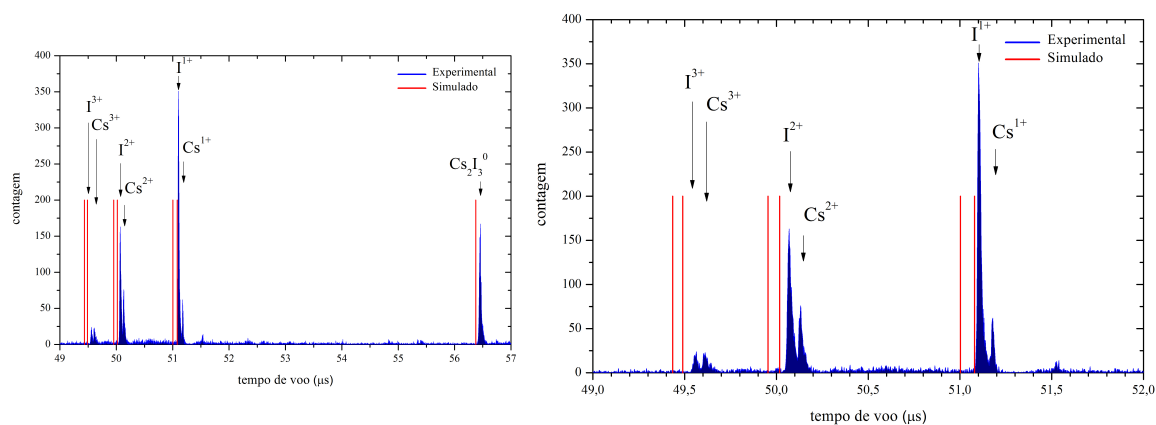 400
350
300
250
200
150
100
50
0
contagem
I3+
Cs3+
I2+
Cs2+
I1+
Cs1+
Cs2I30
Experimental
Simulado
49 50 51 52 53 54 55 56 57
tempo de voo (μs)
400
350
300
250
200
150
100
50
0
contagem
I3+
Cs3+
I2+
Cs2+
I1+
Cs1+
Experimental
Simulado
49,0 49,5 50,0 50,5 51,0 51,5 52,0
tempo de voo (μs)